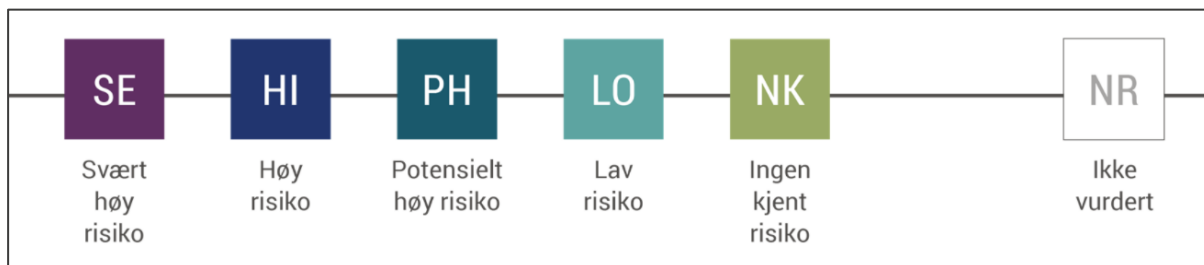 SE
HI
PH
LO
NK
NR
Svært
høy
risiko
Høy
risiko
Potensielt
høy risiko
Lav
risiko
Ingen
kjent
risiko
Ikke
vurdert